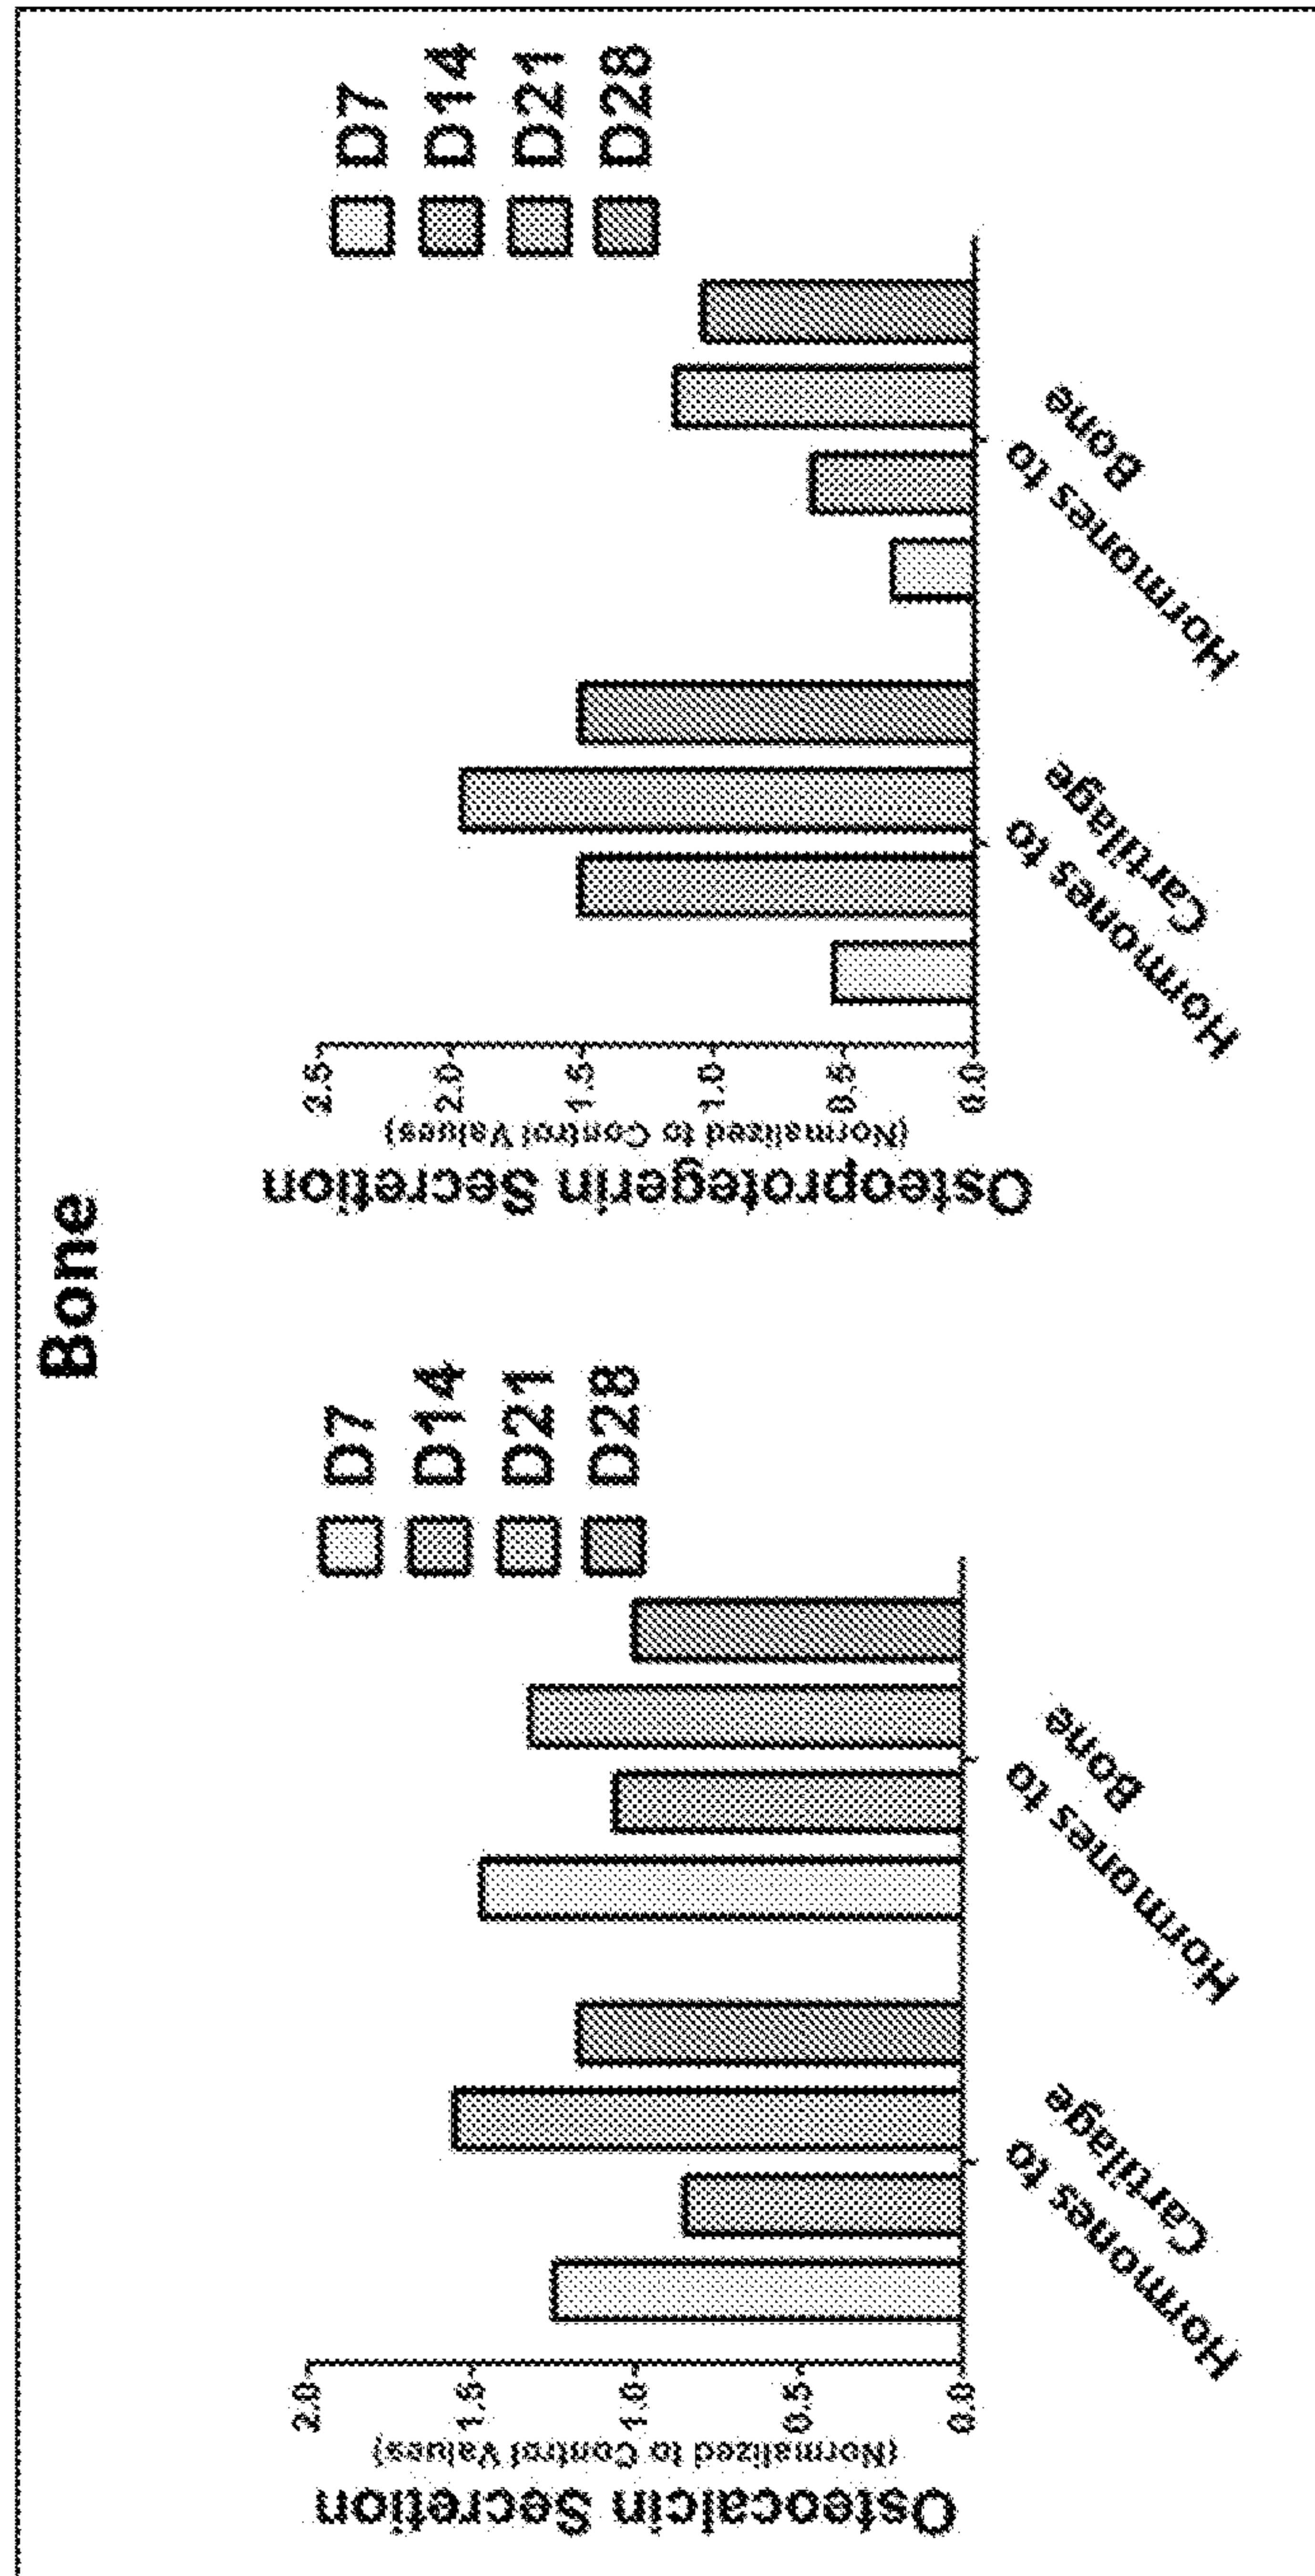 Bone
Osteocalcin Secretion
(Normalized to Control Values)
2.0
1.5
1.0
0.5
0.0
D7
D14
D21
D28
Hormones to
Cartilage
Hormones to
Bone
Osteoprotegerin Secretion
(Normalized to Control Values)
2.5
2.0
1.5
1.0
0.5
0.0
D7
D14
D21
D28
Hormones to
Cartilage
Hormones to
Bone